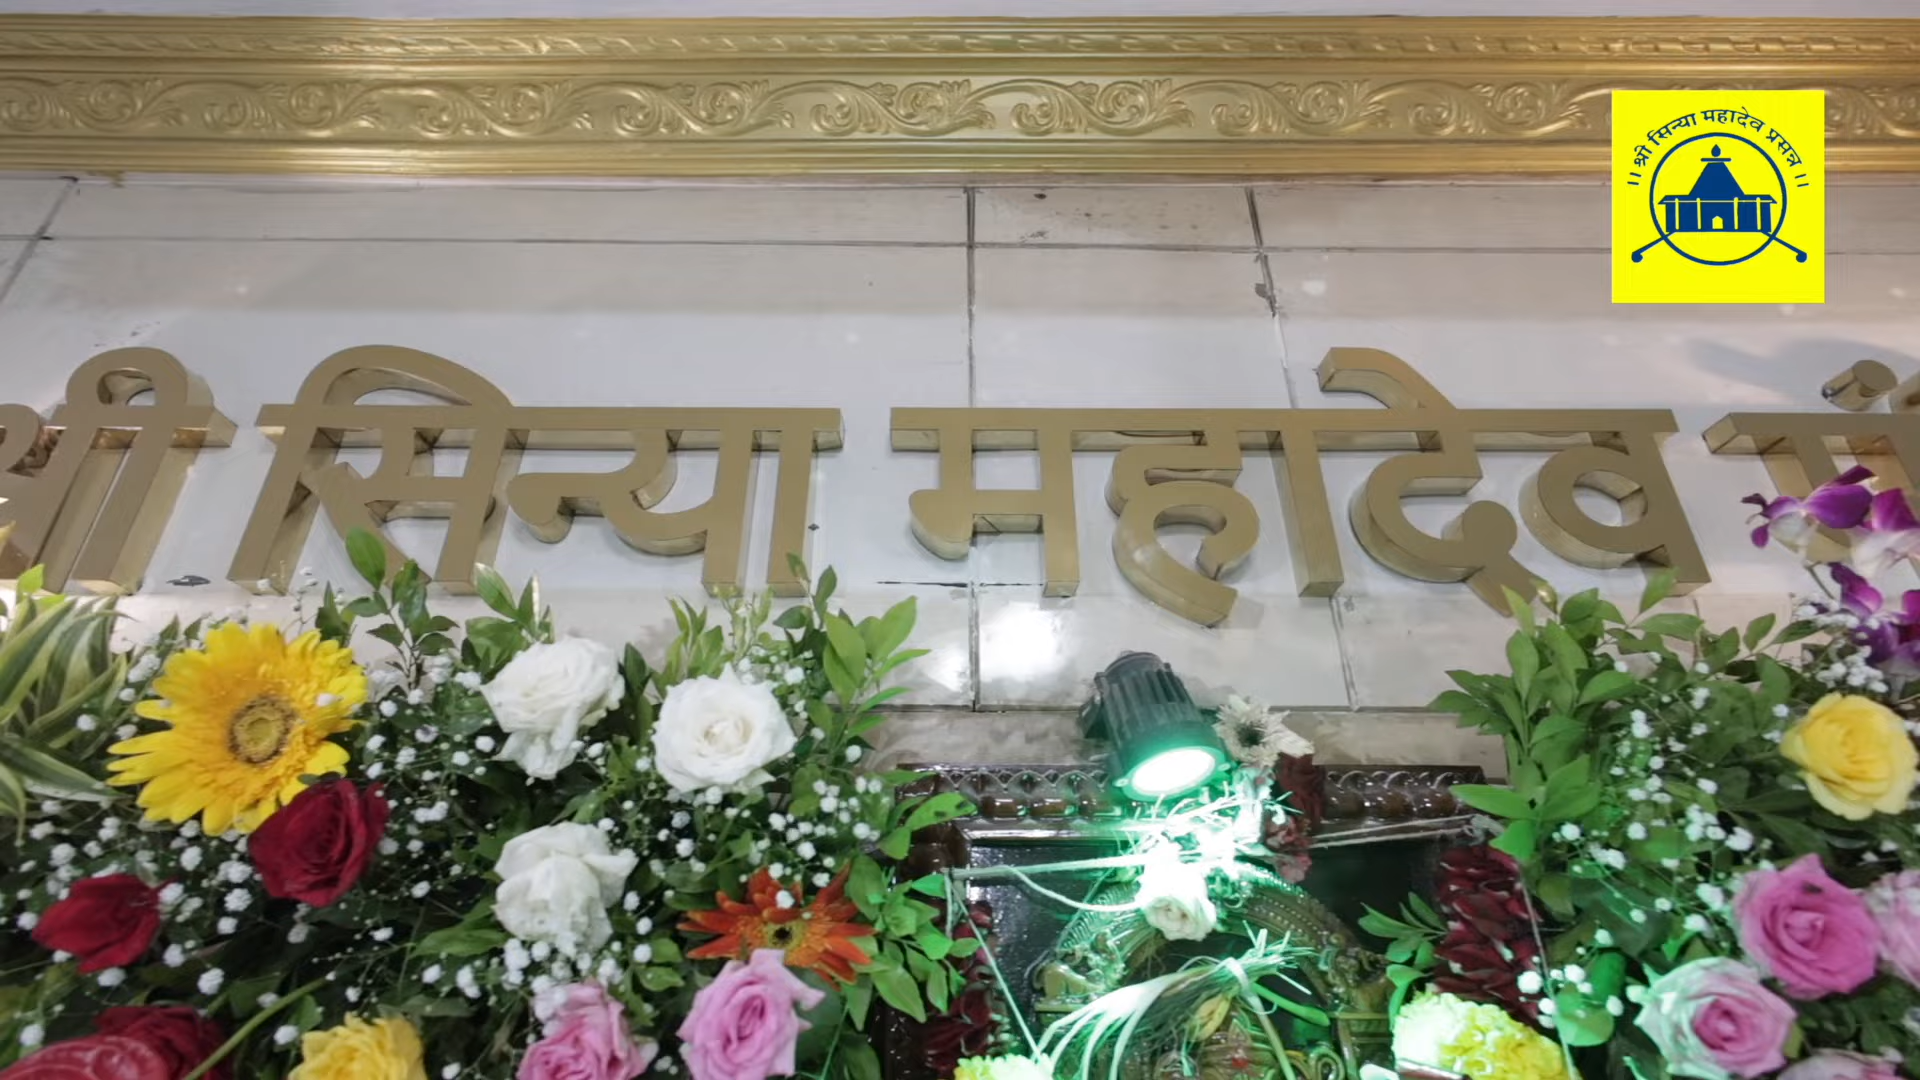 ।। श्री सिन्या महादेव प्रसन्न ।।
श्री सिन्या महादेव